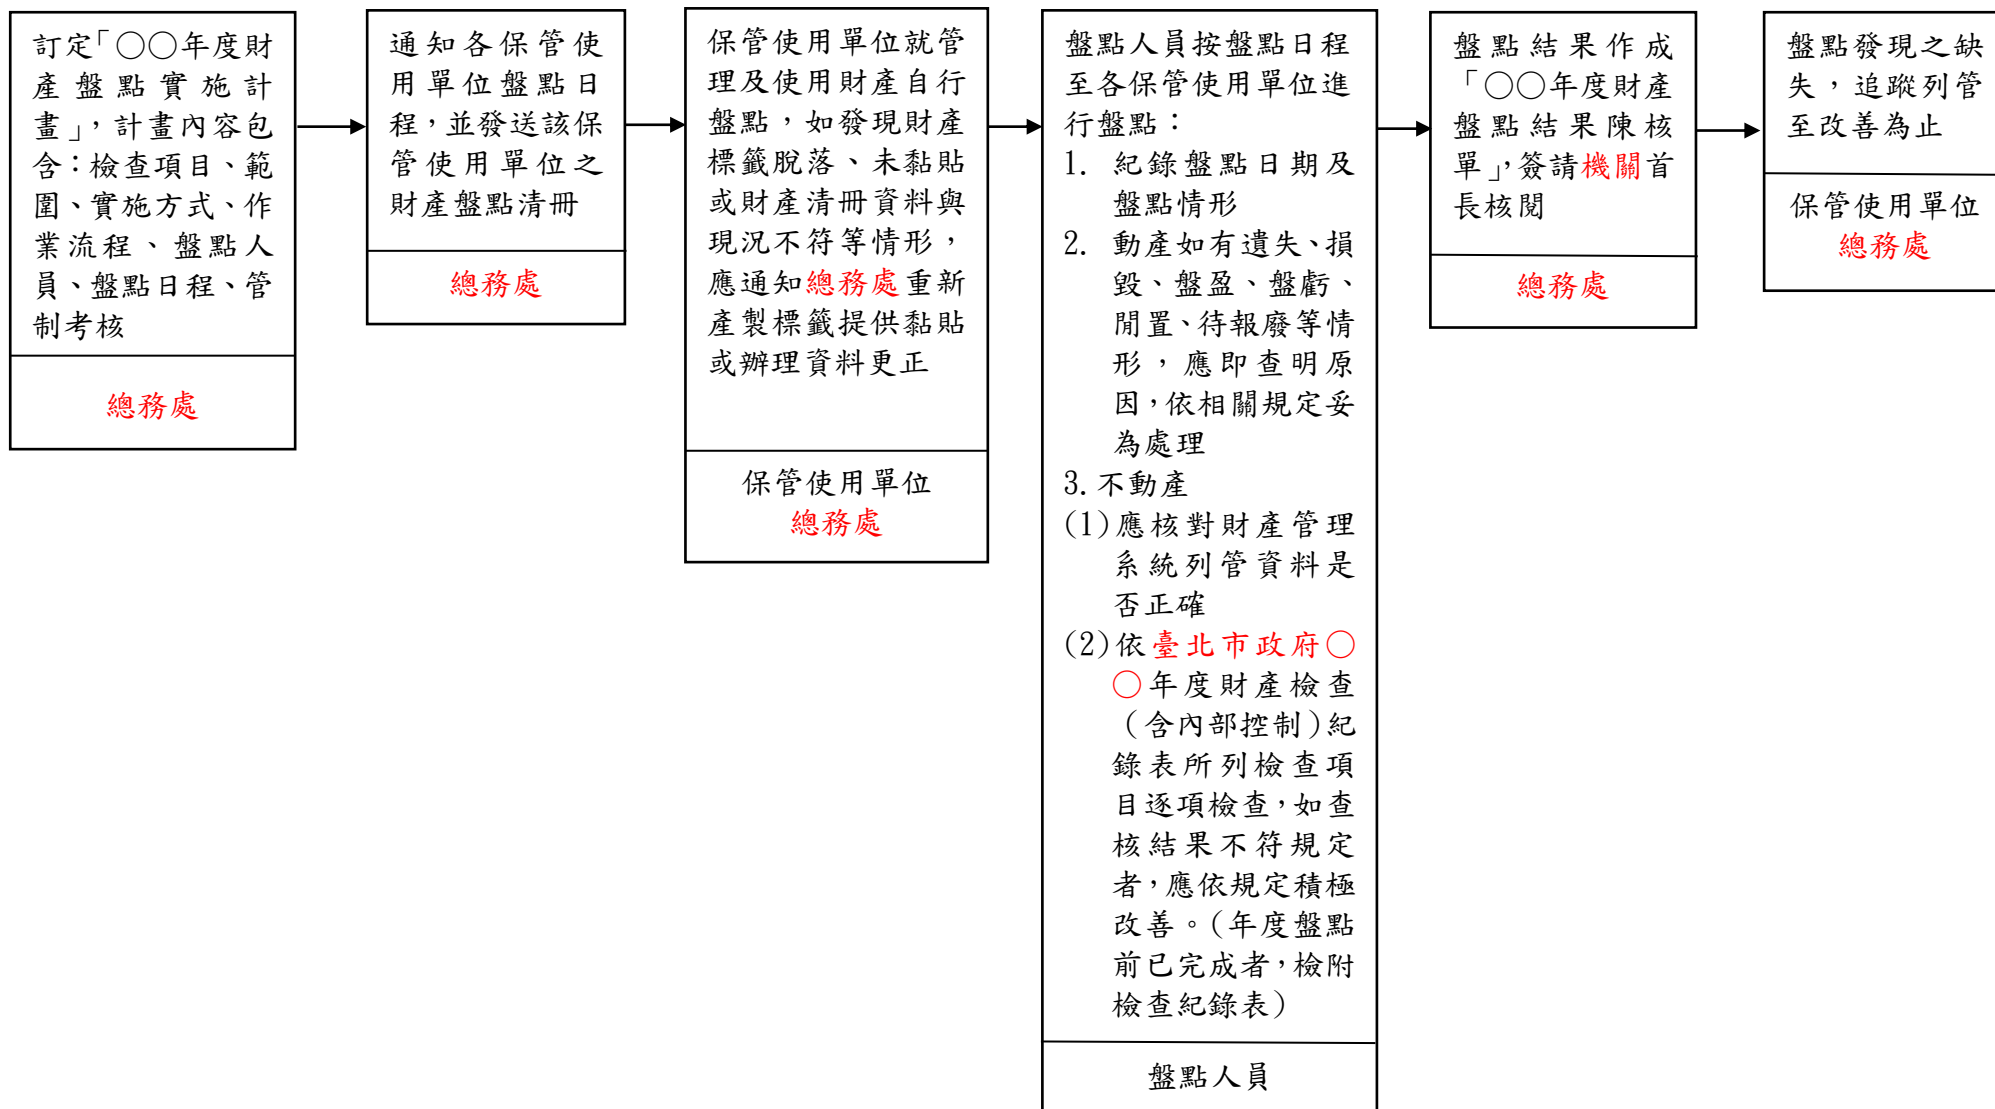 訂定「○○年度財
產盤點實施計
畫」，計畫內容包
含：檢查項目、範
圍、實施方式、作
業流程、盤點人
員、盤點日程、管
制考核
總務處
通知各保管使
用單位盤點日
程，並發送該保
管使用單位之
財產盤點清冊
總務處
保管使用單位就管
理及使用財產自行
盤點，如發現財產
標籤脫落、未黏貼
或財產清冊資料與
現況不符等情形，
應通知總務處重新
產製標籤提供黏貼
或辦理資料更正
保管使用單位
總務處
盤點人員按盤點日程
至各保管使用單位進
行盤點：
1. 紀錄盤點日期及
盤點情形
2. 動產如有遺失、損
毀、盤盈、盤虧、
閒置、待報廢等情
形，應即查明原
因，依相關規定妥
為處理
3.不動產
(1)應核對財產管理
系統列管資料是
否正確
(2)依臺北市政府○
○年度財產檢查
（含內部控制）紀
錄表所列檢查項
目逐項檢查，如查
核結果不符規定
者，應依規定積極
改善。（年度盤點
前已完成者，檢附
檢查紀錄表）
盤點人員
盤點結果作成
「○○年度財產
盤點結果陳核
單」，簽請機關首
長核閱
總務處
盤點發現之缺
失，追蹤列管
至改善為止
保管使用單位
總務處